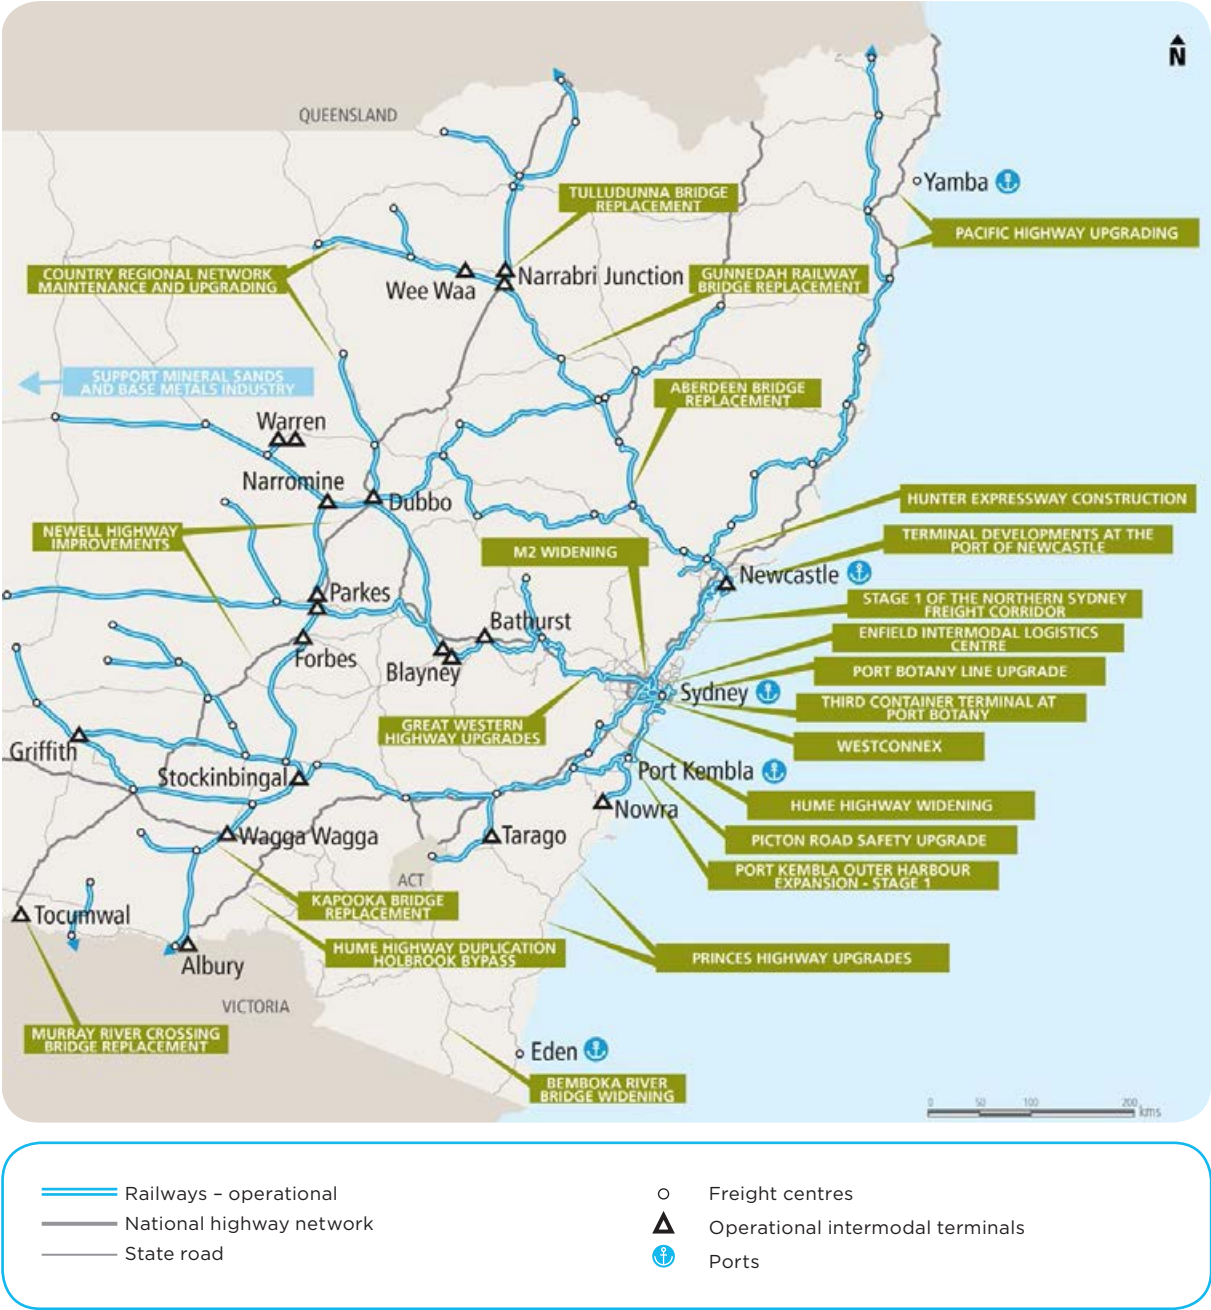 N
QUEENSLAND
Yamba
TULLUDUNNA BRIDGE
REPLACEMENT
PACIFIC HIGHWAY UPGRADING
COUNTRY REGIONAL NETWORK
MAINTENANCE AND UPGRADING
Wee Waa
Narrabri Junction
GUNNEDAH RAILWAY
BRIDGE REPLACEMENT
SUPPORT MINERAL SANDS
AND BASE METALS INDUSTRY
ABERDEEN BRIDGE
REPLACEMENT
Warren
Narromine
Dubbo
HUNTER EXPRESSWAY CONSTRUCTION
NEWELL HIGHWAY
IMPROVEMENTS
M2 WIDENING
TERMINAL DEVELOPMENTS AT THE
PORT OF NEWCASTLE
Newcastle
Parkes
STAGE 1 OF THE NORTHERN SYDNEY
FREIGHT CORRIDOR
Bathurst
ENFIELD INTERMODAL LOGISTICS
CENTRE
Forbes
Blayney
PORT BOTANY LINE UPGRADE
Sydney
THIRD CONTAINER TERMINAL AT
PORT BOTANY
GREAT WESTERN
HIGHWAY UPGRADES
WESTCONNEX
Griffith
Stockinbingal
Port Kembla
HUME HIGHWAY WIDENING
Nowra
Wagga Wagga
Tarago
PICTON ROAD SAFETY UPGRADE
ACT
PORT KEMBLA OUTER HARBOUR
EXPANSION - STAGE 1
KAPOOKA BRIDGE
REPLACEMENT
Tocumwal
HUME HIGHWAY DUPLICATION
HOLBROOK BYPASS
PRINCES HIGHWAY UPGRADES
Albury
VICTORIA
MURRAY RIVER CROSSING
BRIDGE REPLACEMENT
Eden
BEMBOKA RIVER
BRIDGE WIDENING
0 50 100 200
kms
Railways – operational
National highway network
State road
Freight centres
Operational intermodal terminals
Ports